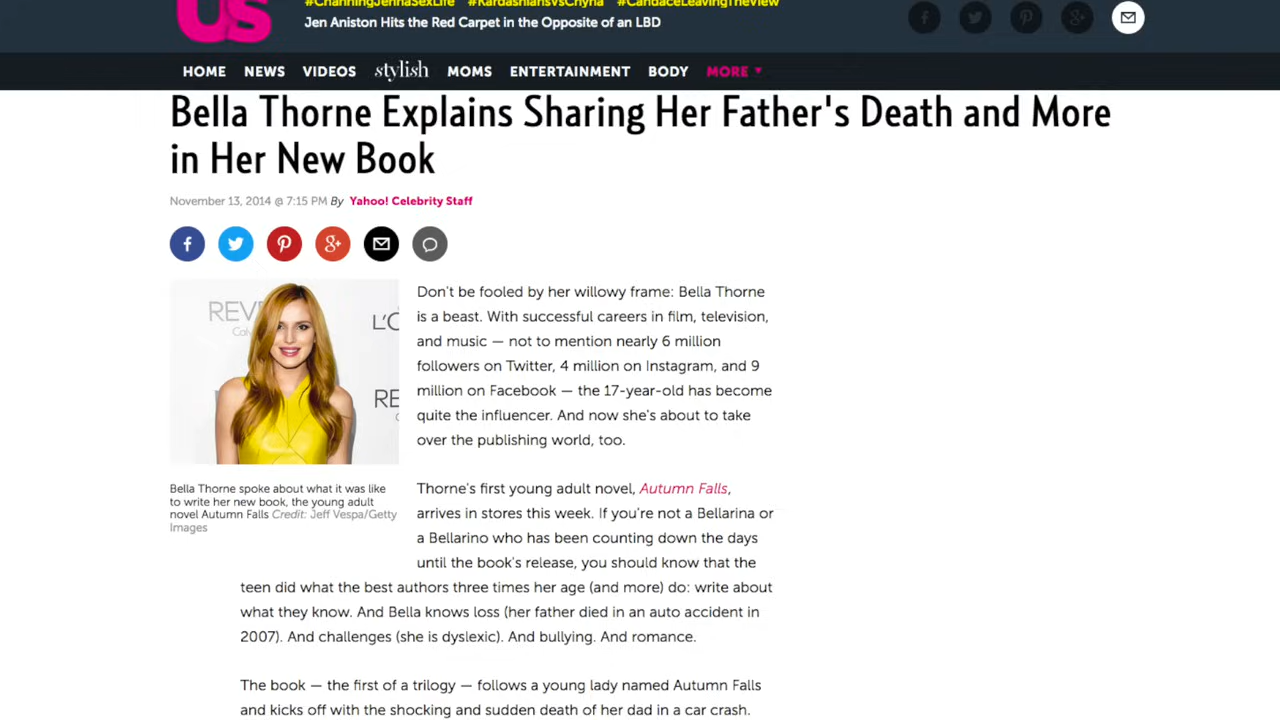 Us
#ChanningJennaSexLife #KardashiansVsChyna #CandaceLeavingTheView
Jen Aniston Hits the Red Carpet in the Opposite of an LBD
HOME NEWS VIDEOS stylish MOMS ENTERTAINMENT BODY MORE
Bella Thorne Explains Sharing Her Father's Death and More
in Her New Book
November 13, 2014 @ 7:15 PM By Yahoo! Celebrity Staff
REV
Cal
L'O
RE
Bella Thorne spoke about what it was like
to write her new book, the young adult
novel Autumn Falls Credit: Jeff Vespa/Getty
Images
Don't be fooled by her willowy frame: Bella Thorne
is a beast. With successful careers in film, television,
and music — not to mention nearly 6 million
followers on Twitter, 4 million on Instagram, and 9
million on Facebook — the 17-year-old has become
quite the influencer. And now she's about to take
over the publishing world, too.
Thorne's first young adult novel, Autumn Falls,
arrives in stores this week. If you're not a Bellarina or
a Bellarino who has been counting down the days
until the book's release, you should know that the
teen did what the best authors three times her age (and more) do: write about
what they know. And Bella knows loss (her father died in an auto accident in
2007). And challenges (she is dyslexic). And bullying. And romance.
The book — the first of a trilogy — follows a young lady named Autumn Falls
and kicks off with the shocking and sudden death of her dad in a car crash.